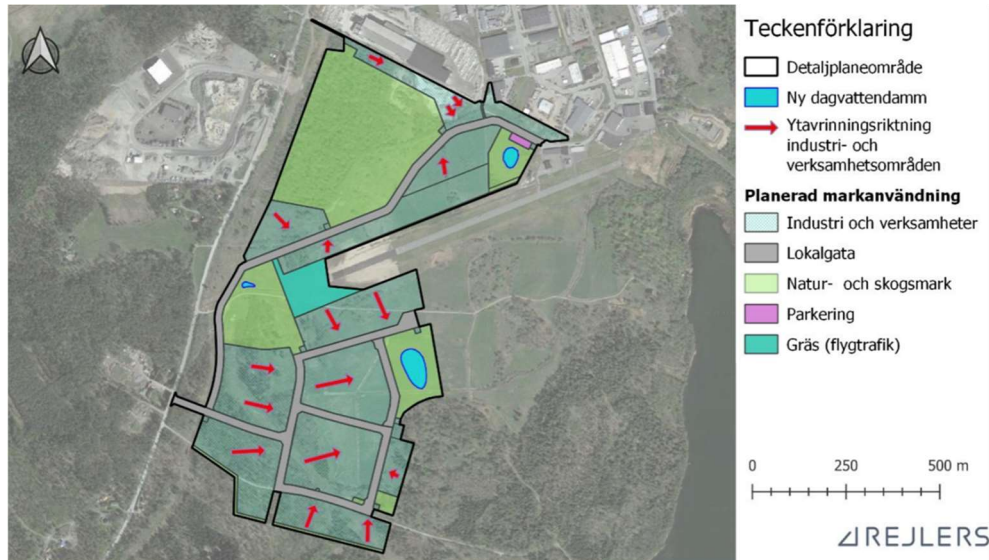 Teckenförklaring
Detaljplaneområde
Ny dagvattendamm
Ytavrinningsriktning
industri- och
verksamhetsområden
Planerad markanvändning
Industri och verksamheter
Lokalgata
Natur- och skogsmark
Parkering
Gräs (flygtrafik)
0 250 500 m
REJLERS